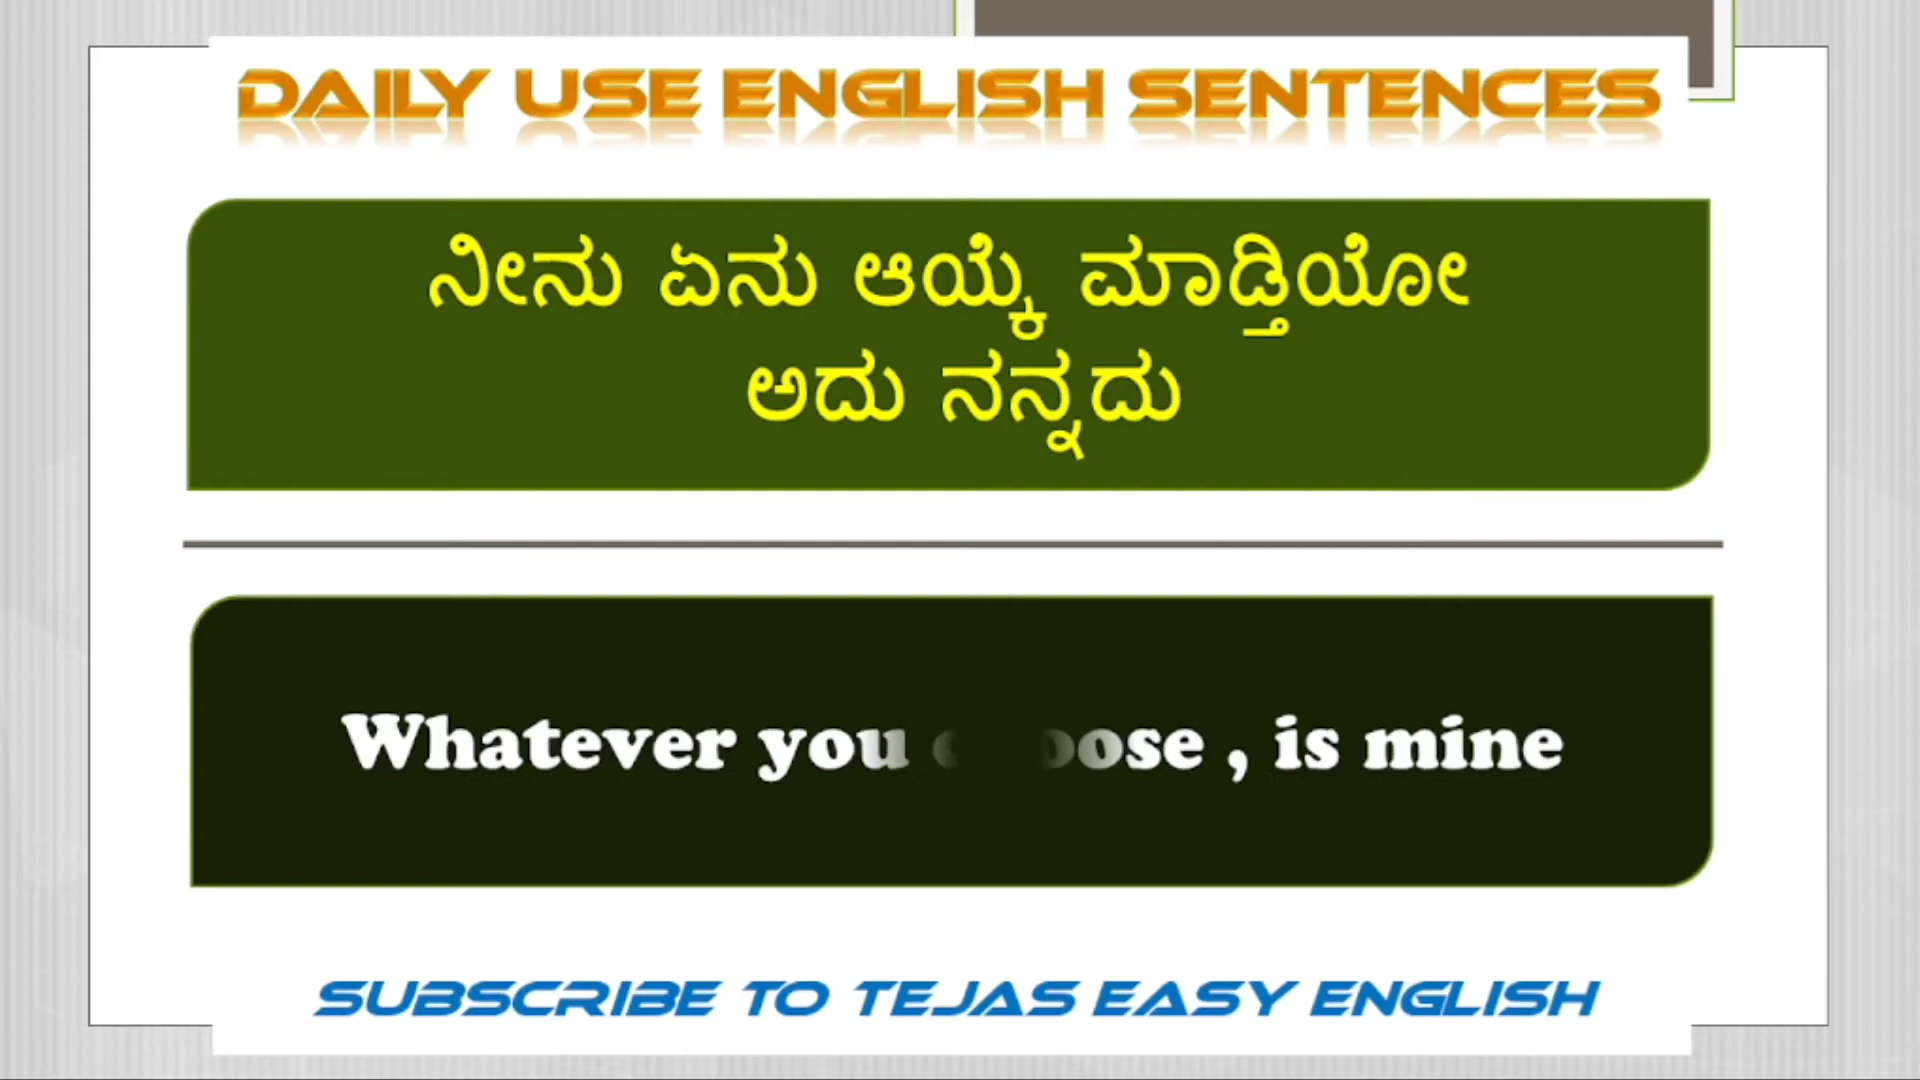 DAILY USE ENGLISH SENTENCES
ನೀನು ಏನು ಆಯ್ಕೆ ಮಾಡ್ತಿಯೋ
ಅದು ನನ್ನದು
Whatever you , is mine
SUBSCRIBE TO TEJAS EASY ENGLISH